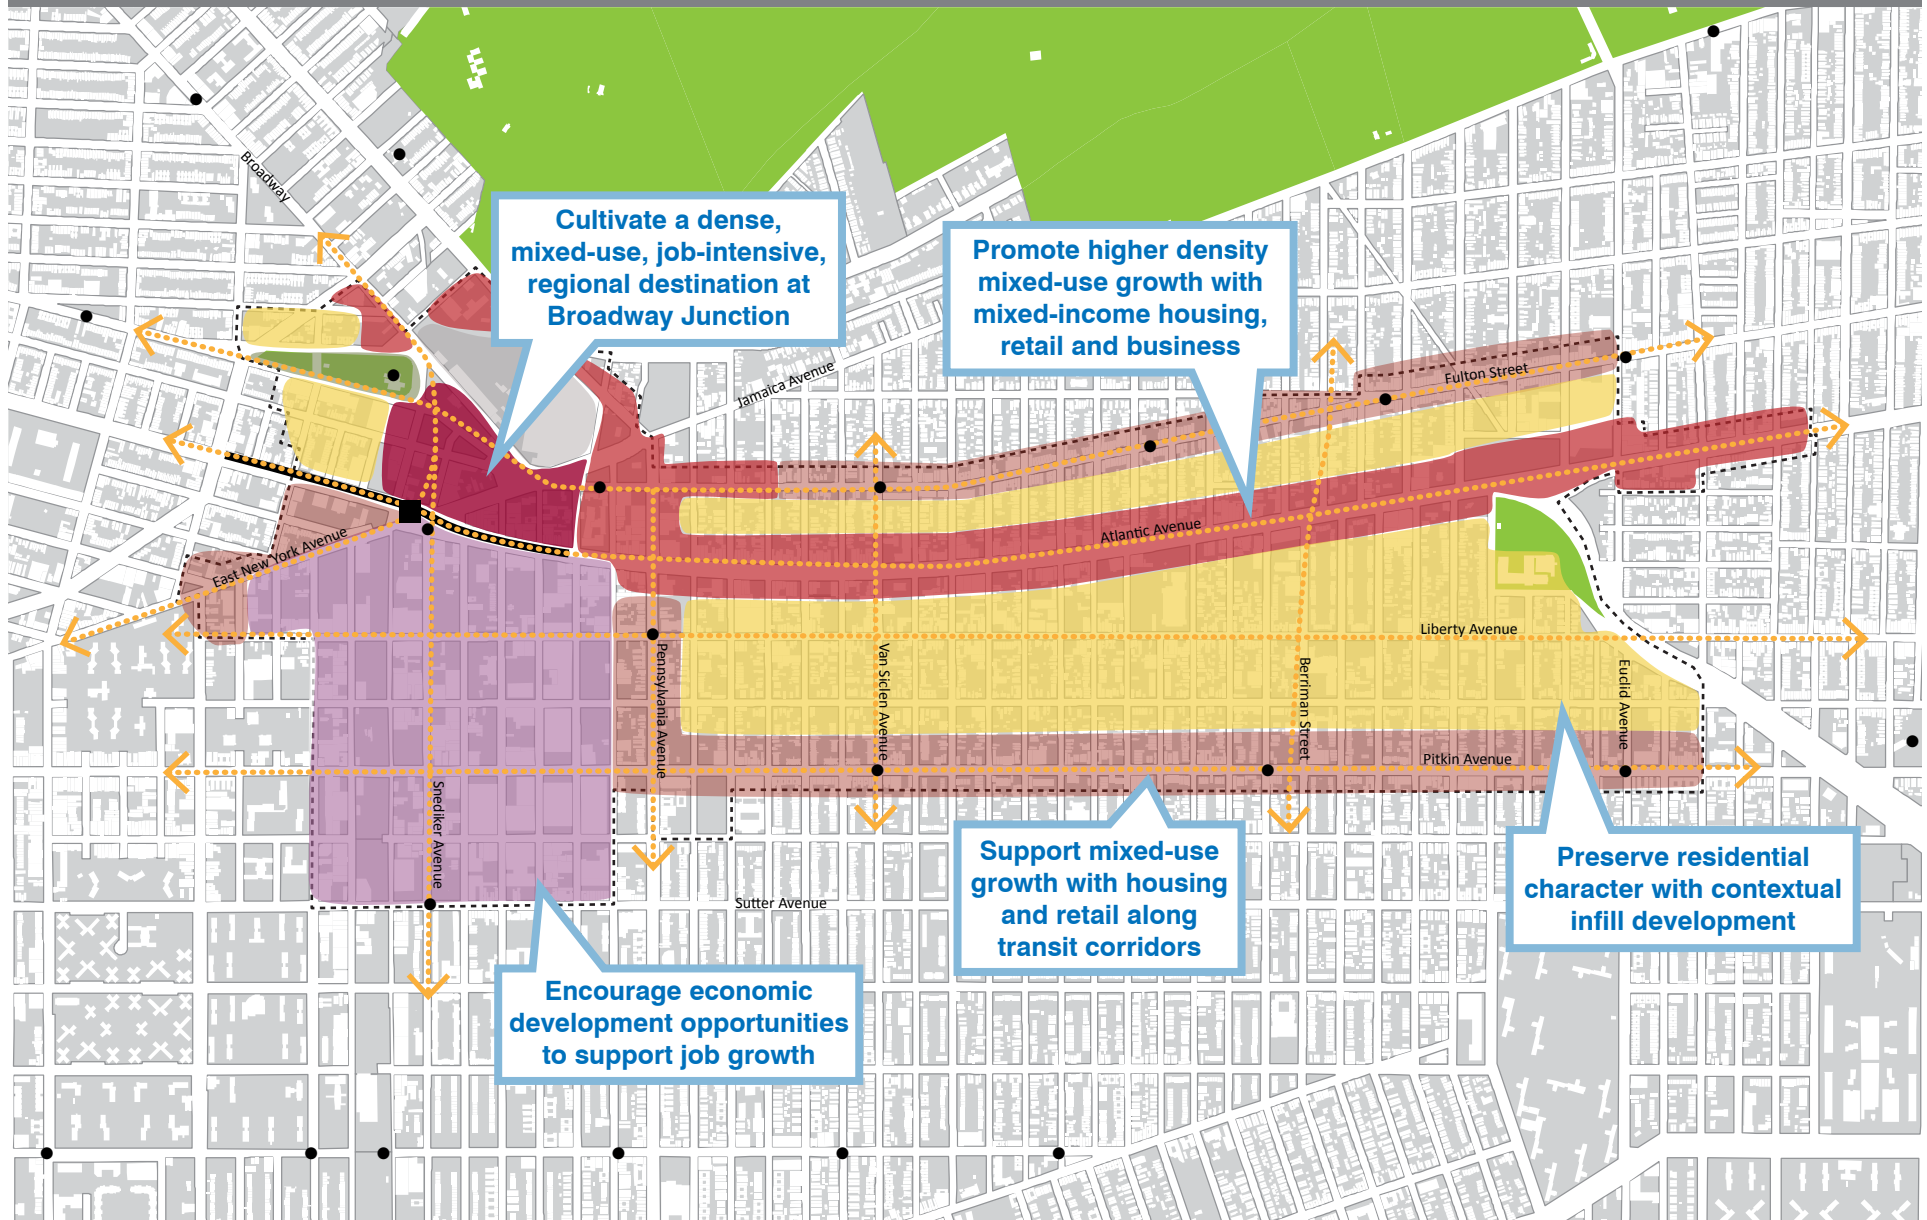 Broadway
Cultivate a dense,
mixed-use, job-intensive,
regional destination at
Broadway Junction
Promote higher density
mixed-use growth with
mixed-income housing,
retail and business
Jamaica Avenue
Fulton Street
Atlantic Avenue
East New York Avenue
Liberty Avenue
Pennsylvania Avenue
Van Siclen Avenue
Berriman Street
Euclid Avenue
Pitkin Avenue
Snediker Avenue
Sutter Avenue
Support mixed-use
growth with housing
and retail along
transit corridors
Preserve residential
character with contextual
infill development
Encourage economic
development opportunities
to support job growth